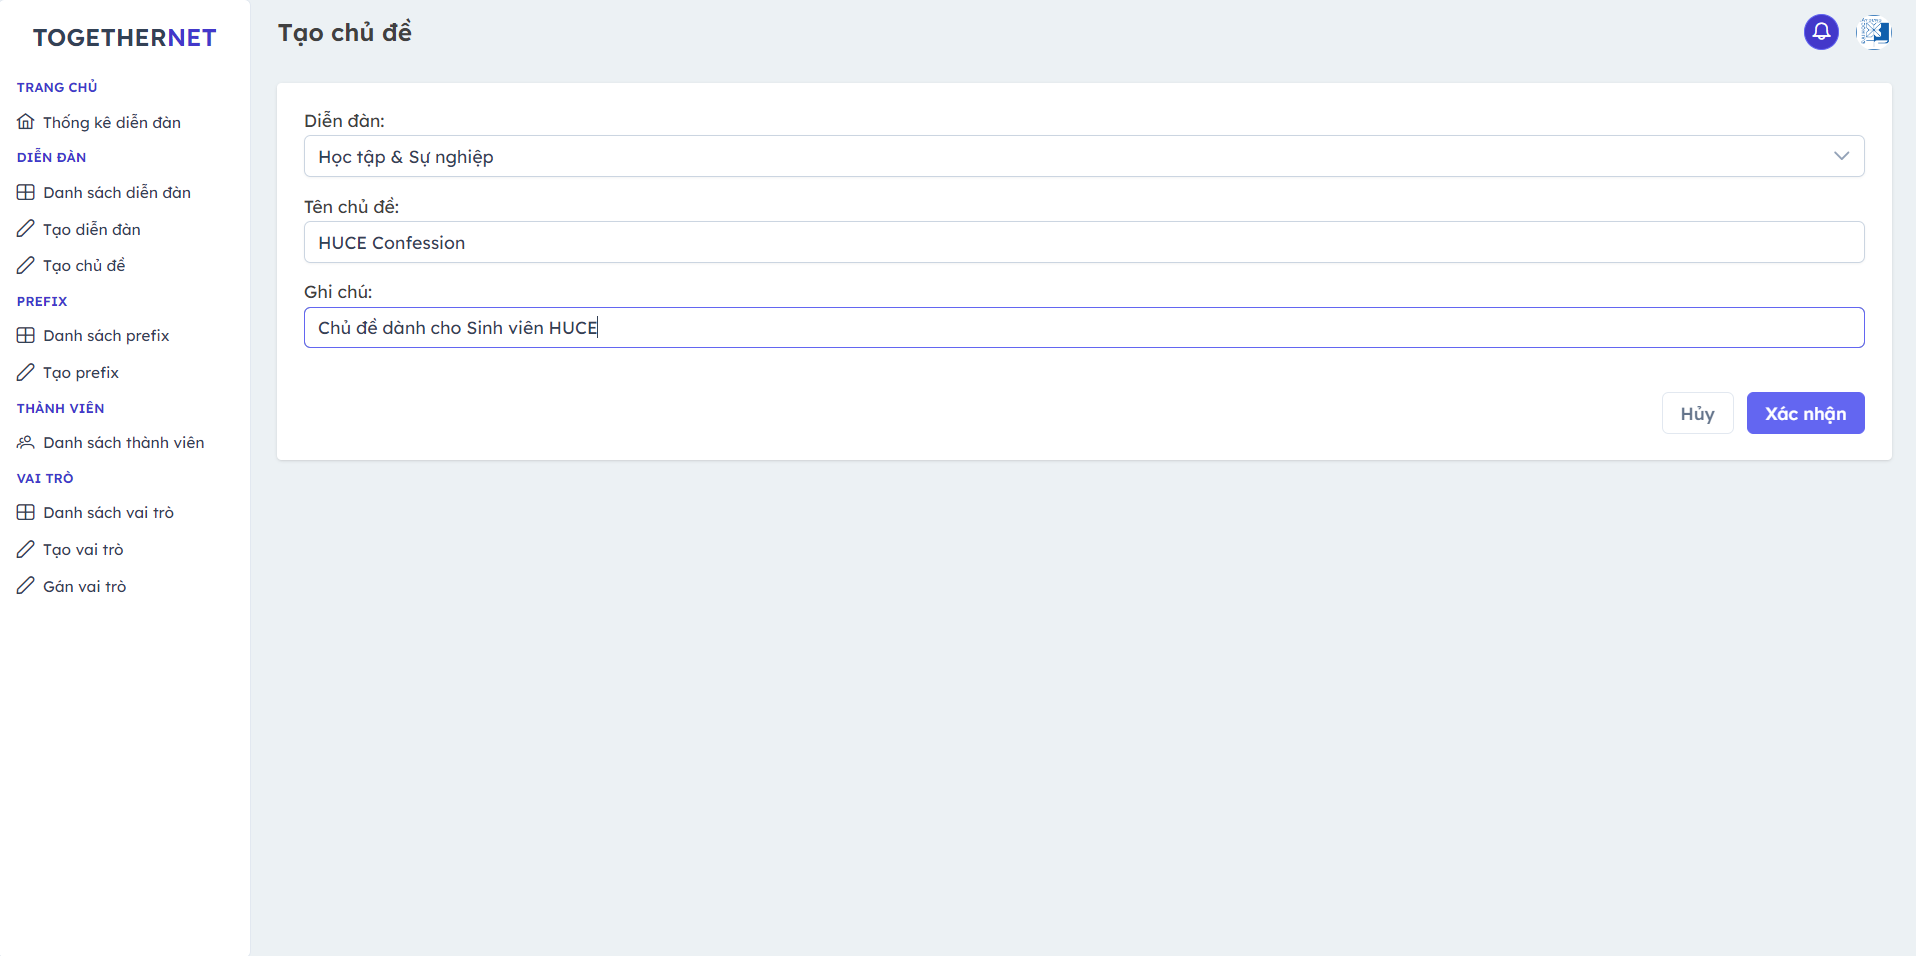 TOGETHERNET
TRANG CHỦ
Thống kê diễn đàn
DIỄN ĐÀN
Danh sách diễn đàn
Tạo diễn đàn
Tạo chủ đề
PREFIX
Danh sách prefix
Tạo prefix
THÀNH VIÊN
Danh sách thành viên
VAI TRÒ
Danh sách vai trò
Tạo vai trò
Gán vai trò
Tạo chủ đề
Diễn đàn:
Học tập & Sự nghiệp
Tên chủ đề:
HUCE Confession
Ghi chú:
Chủ đề dành cho Sinh viên HUCE
Hủy
Xác nhận